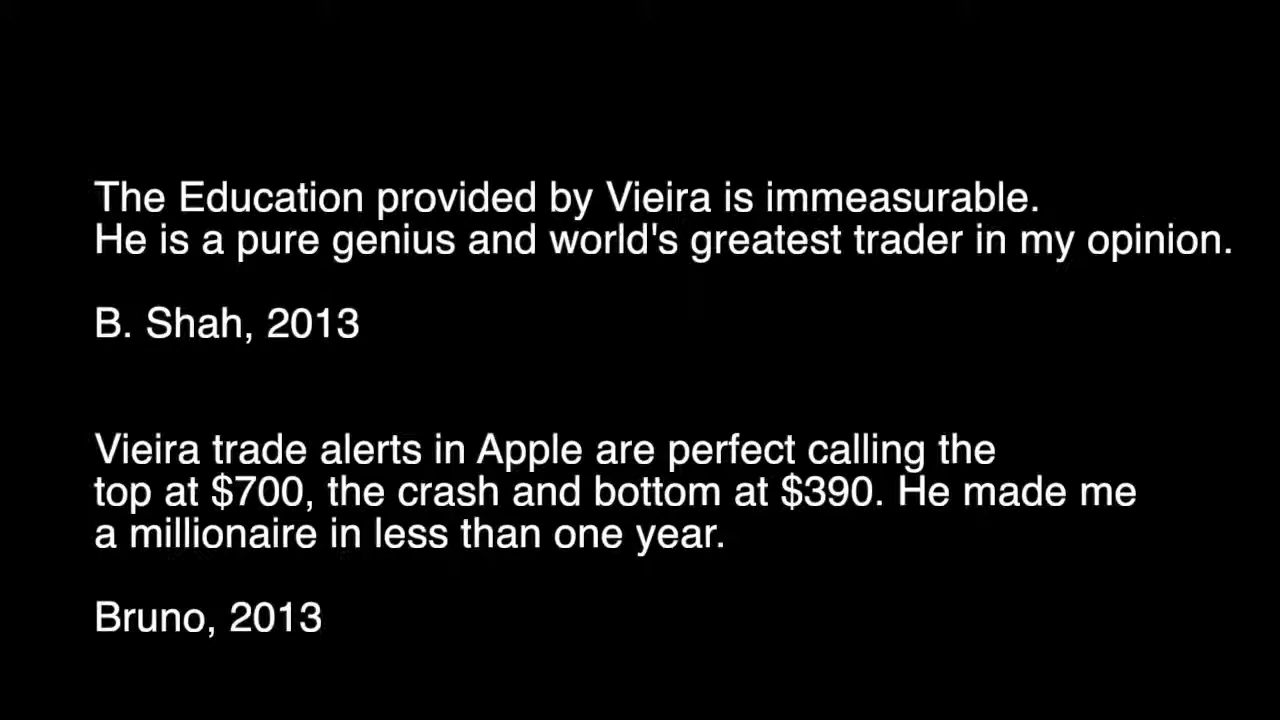 The Education provided by Vieira is immeasurable.
He is a pure genius and world's greatest trader in my opinion.
B. Shah, 2013
Vieira trade alerts in Apple are perfect calling the
top at $700, the crash and bottom at $390. He made me
a millionaire in less than one year.
Bruno, 2013